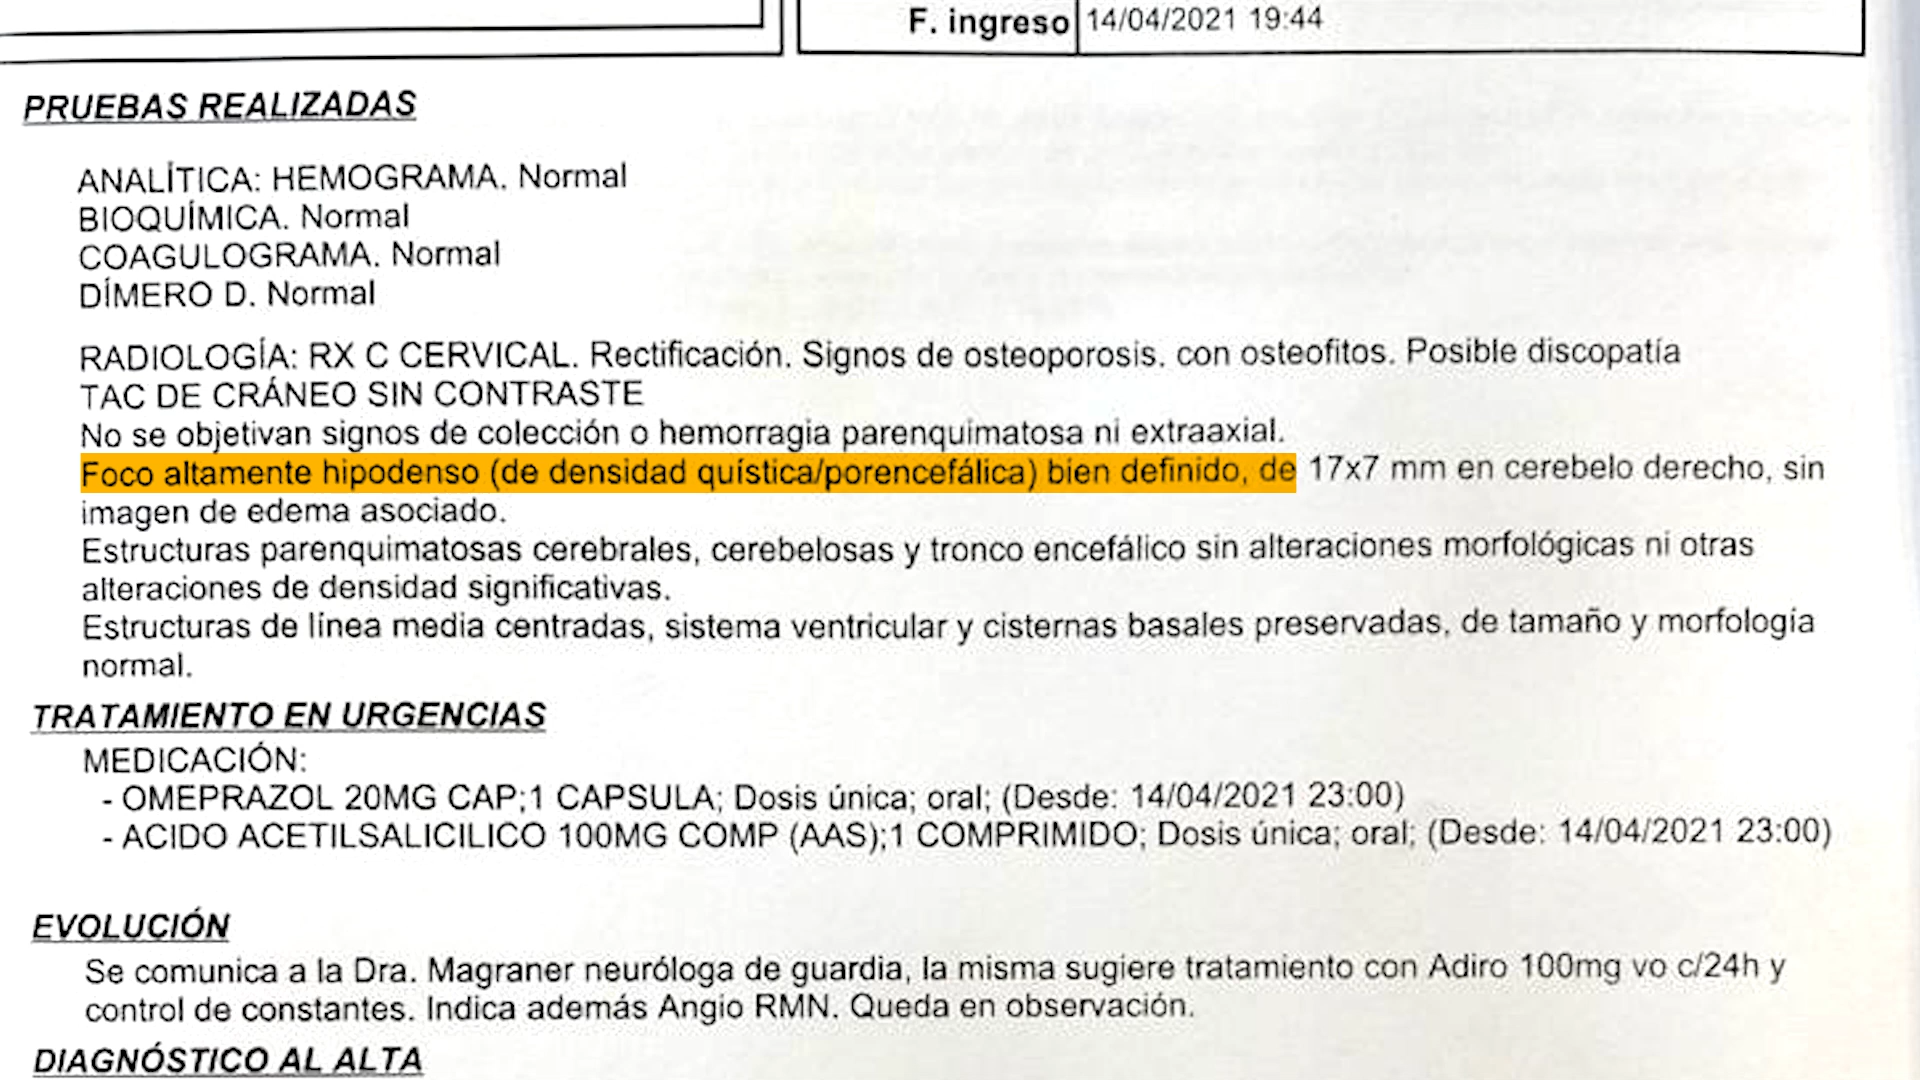 F. ingreso 14/04/2021 19:44
PRUEBAS REALIZADAS
ANALÍTICA: HEMOGRAMA. Normal
BIOQUÍMICA. Normal
COAGULOGRAMA. Normal
DÍMERO D. Normal
RADIOLOGÍA: RX C CERVICAL. Rectificación. Signos de osteoporosis. con osteofitos. Posible discopatía
TAC DE CRÁNEO SIN CONTRASTE
No se objetivan signos de colección o hemorragia parenquimatosa ni extraaxial.
Foco altamente hipodenso (de densidad quística/porencefálica) bien definido, de 17x7 mm en cerebelo derecho, sin
imagen de edema asociado.
Estructuras parenquimatosas cerebrales, cerebelosas y tronco encefálico sin alteraciones morfológicas ni otras
alteraciones de densidad significativas.
Estructuras de línea media centradas, sistema ventricular y cisternas basales preservadas, de tamaño y morfología
normal.
TRATAMIENTO EN URGENCIAS
MEDICACIÓN:
- OMEPRAZOL 20MG CAP;1 CAPSULA; Dosis única; oral; (Desde: 14/04/2021 23:00)
- ACIDO ACETILSALICILICO 100MG COMP (AAS);1 COMPRIMIDO; Dosis única; oral; (Desde: 14/04/2021 23:00)
EVOLUCIÓN
Se comunica a la Dra. Magraner neuróloga de guardia, la misma sugiere tratamiento con Adiro 100mg vo c/24h y
control de constantes. Indica además Angio RMN. Queda en observación.
DIAGNÓSTICO AL ALTA